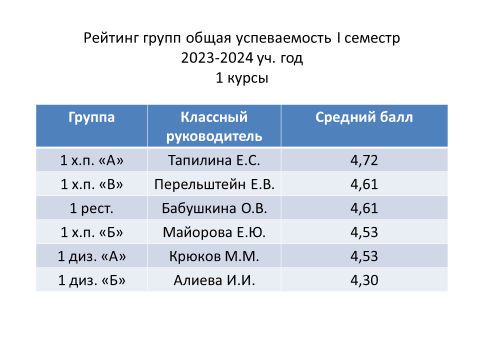 Рейтинг групп общая успеваемость I семестр
2023-2024 уч. год
1 курсы
Группа Классный руководитель Средний балл
1 х.п. «А» Тапилина Е.С. 4,72
1 х.п. «В» Перельштейн Е.В. 4,61
1 рест. Бабушкина О.В. 4,61
1 х.п. «Б» Майорова Е.Ю. 4,53
1 диз. «А» Крюков М.М. 4,53
1 диз. «Б» Алиева И.И. 4,30